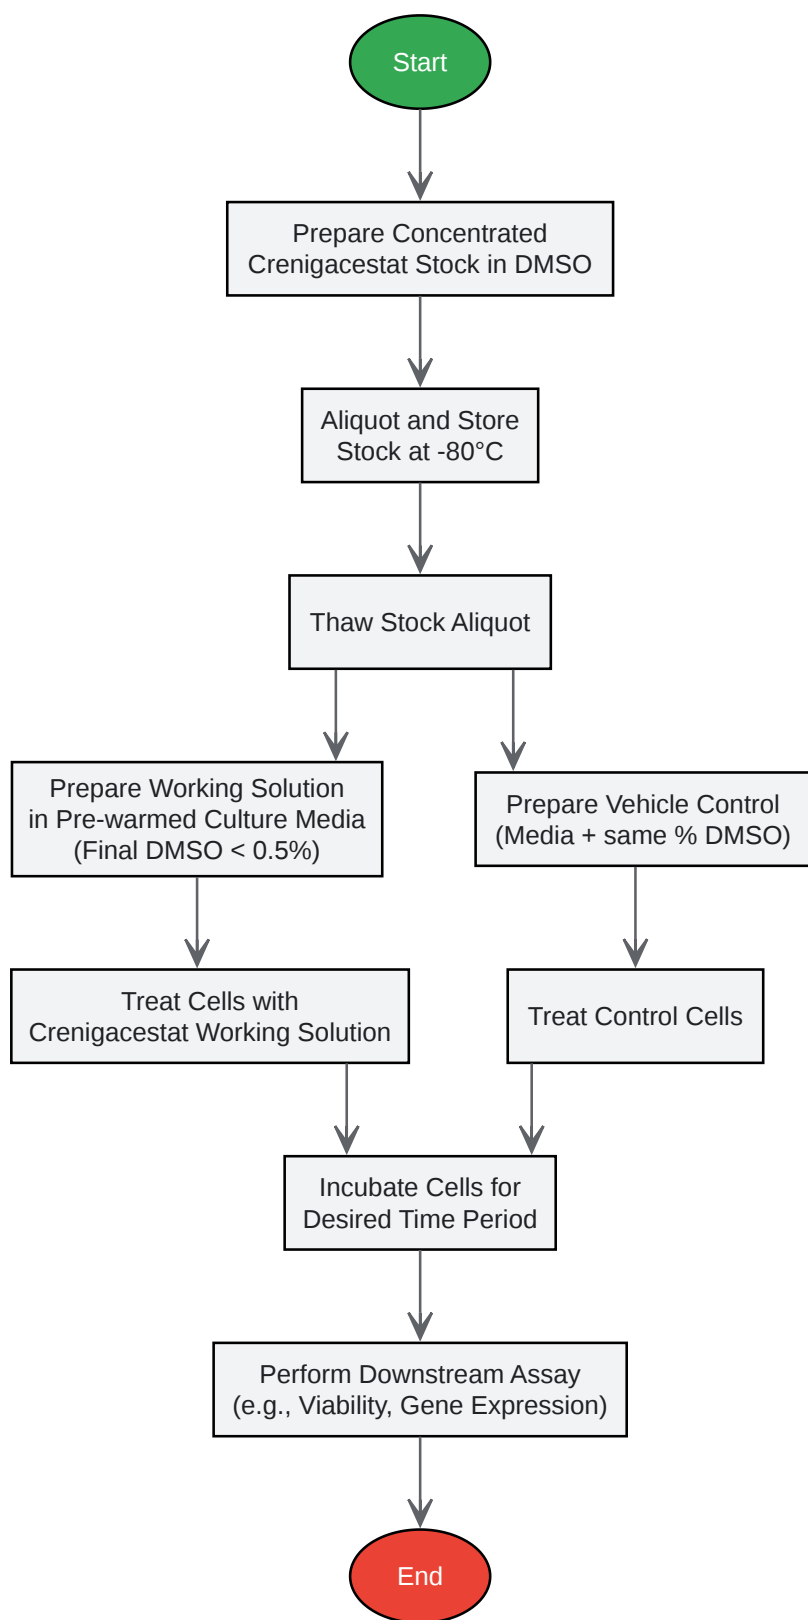 Start
Prepare Concentrated
Crenigacestat Stock in DMSO
Aliquot and Store
Stock at -80°C
Thaw Stock Aliquot
Prepare Working Solution
in Pre-warmed Culture Media
(Final DMSO < 0.5%)
Prepare Vehicle Control
(Media + same % DMSO)
Treat Cells with
Crenigacestat Working Solution
Treat Control Cells
Incubate Cells for
Desired Time Period
Perform Downstream Assay
(e.g., Viability, Gene Expression)
End